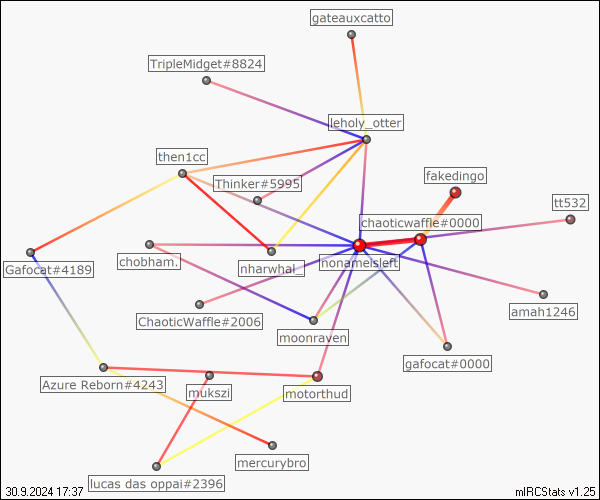 gateauxcatto
TripleMidget#8824
leholy_otter
then1cc
fakedingo
Thinker#5995
tt532
chaoticwaffle#0000
chobham.
nonameisleft
Gafocat#4189
nharwhal_
amah1246
ChaoticWaffle#2006
moonraven
gafocat#0000
Azure Reborn#4243
mukszi
motorthud
mercurybro
lucas das oppai#2396
30.9.2024 17:37
mIRCStats v1.25